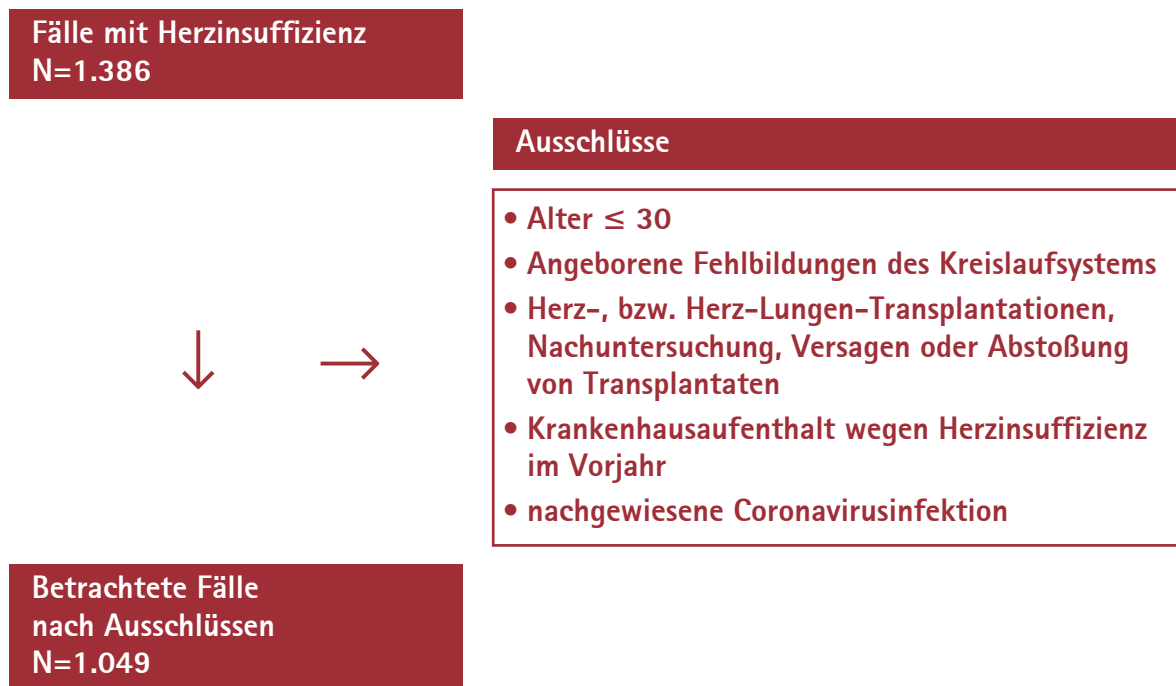 Fälle mit Herzinsuffizienz
N=1.386
Ausschlüsse
• Alter ≤ 30
• Angeborene Fehlbildungen des Kreislaufsystems
• Herz-, bzw. Herz-Lungen-Transplantationen,
Nachuntersuchung, Versagen oder Abstoßung
von Transplantaten
• Krankenhausaufenthalt wegen Herzinsuffizienz
im Vorjahr
• nachgewiesene Coronavirusinfektion
Betrachtete Fälle
nach Ausschlüssen
N=1.049